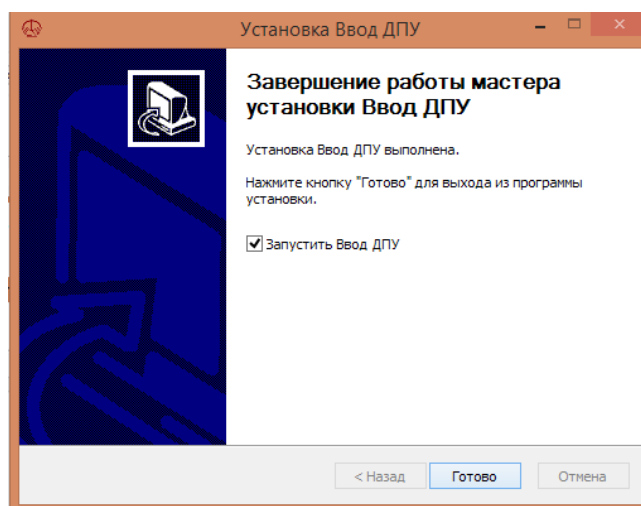 Установка Ввод ДПУ
Завершение работы мастера
установки Ввод ДПУ
Установка Ввод ДПУ выполнена.
Нажмите кнопку "Готово" для выхода из программы
установки.
Запустить Ввод ДПУ
< Назад
Готово
Отмена